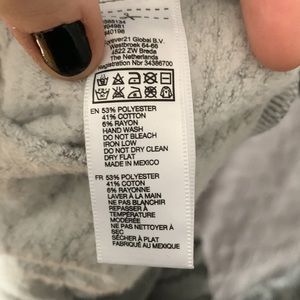 Forever21 Global B.V.
Westbroek 64-66
4822 ZW Breda
The Netherlands
Registration Nbr 34386700
EN 53% POLYESTER
41% COTTON
6% RAYON
HAND WASH
DO NOT BLEACH
IRON LOW
DO NOT DRY CLEAN
DRY FLAT
MADE IN MEXICO
FR 53% POLYESTER
41% COTON
6% RAYONNE
LAVER À LA MAIN
NE PAS BLANCHIR
REPASSER À
TEMPÉRATURE
MODÉRÉE
NE PAS NETTOYER
SEC
SÉCHER À PLAT
FABRIQUÉ AU MEXIQUE